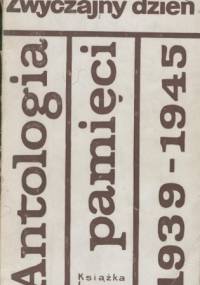 Zwyczajny dzień
Antologia
pamięci
1939-1945
Książka